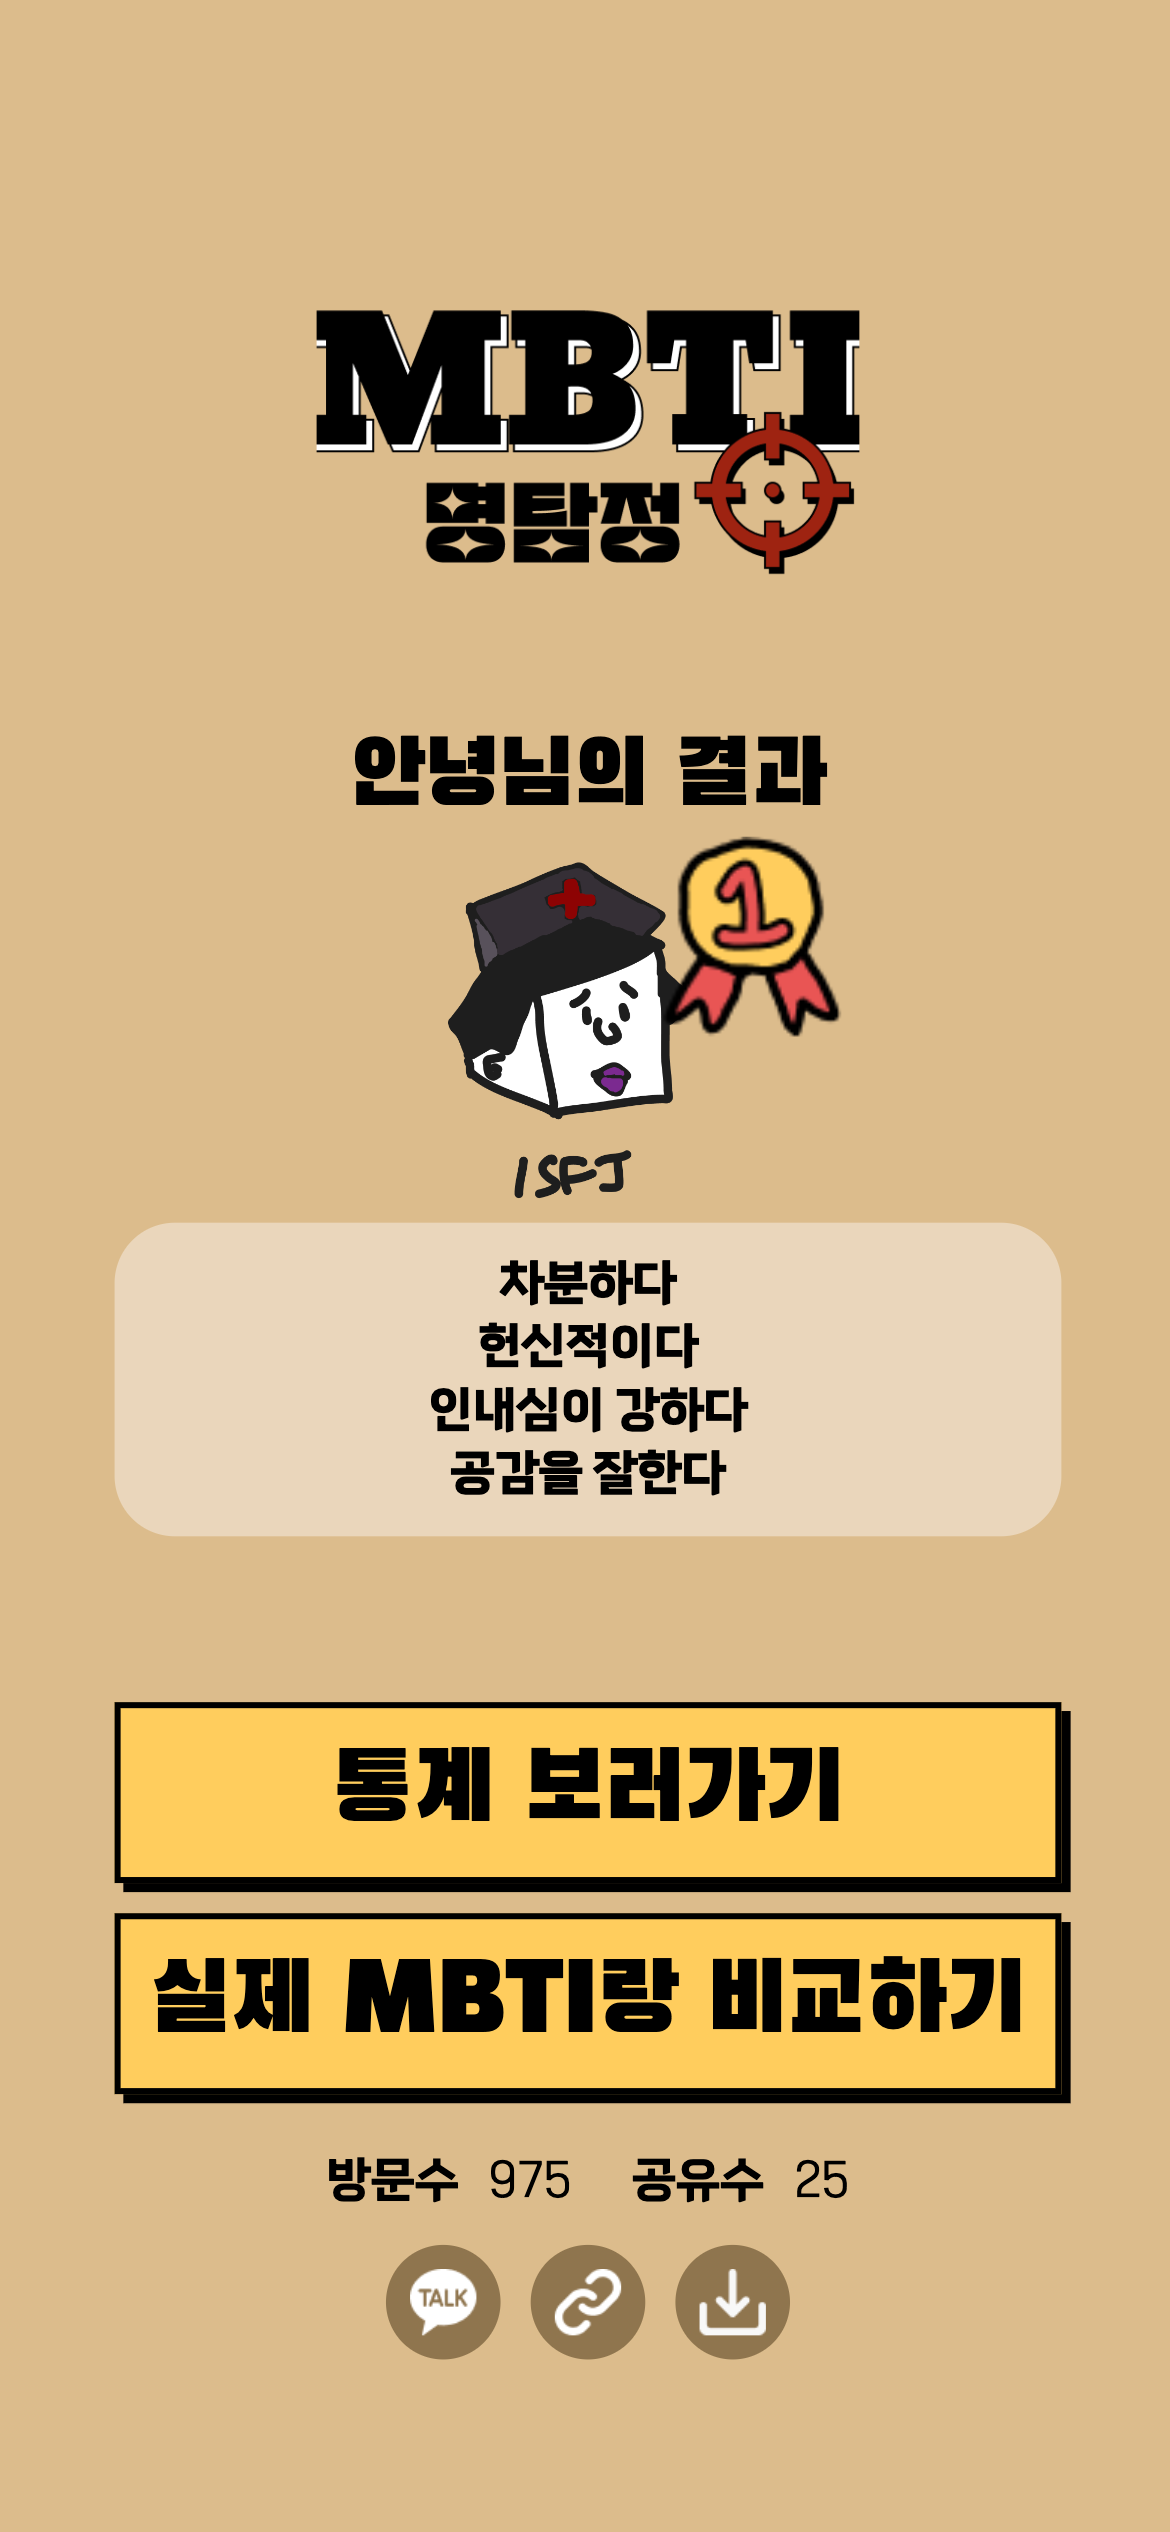 MBTI
명탐정
안녕님의 결과
1
ISFJ
차분하다
헌신적이다
인내심이 강하다
공감을 잘한다
통계 보러가기
실제 MBTI랑 비교하기
방문수 975 공유수 25
TALK